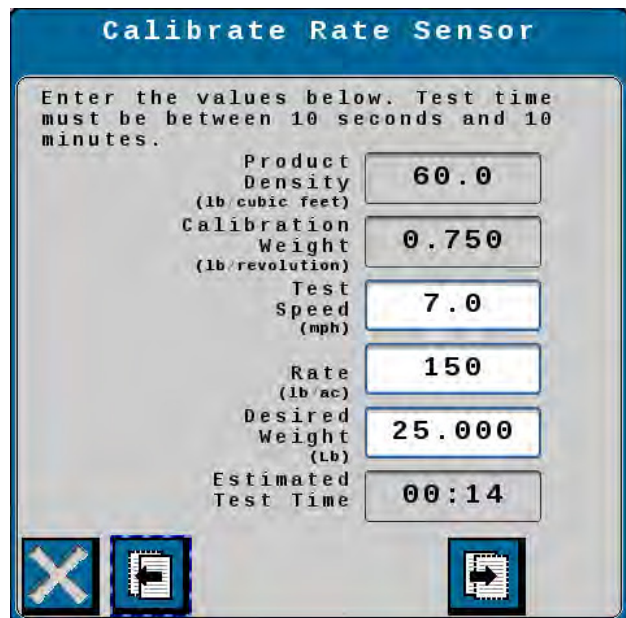 Calibrate Rate Sensor
Enter the values below. Test time
must be between 10 seconds and 10
minutes.
Product
Density
(lb/cubic feet)
60.0
Calibration
Weight
(lb/revolution)
0.750
Test
Speed
(mph)
7.0
Rate
(lb/ac)
150
Desired
Weight
(Lb)
25.000
Estimated
Test Time
00:14